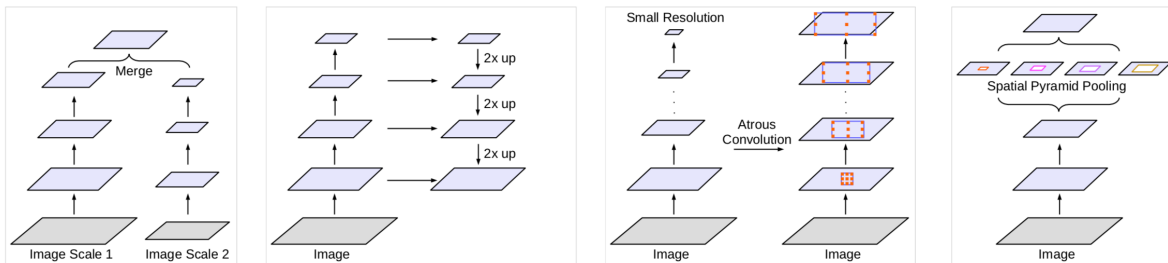 Merge
Image Scale 1
Image Scale 2
2x up
2x up
2x up
Image
Small Resolution
Atrous
Convolution
Image
Image
Spatial Pyramid Pooling
Image